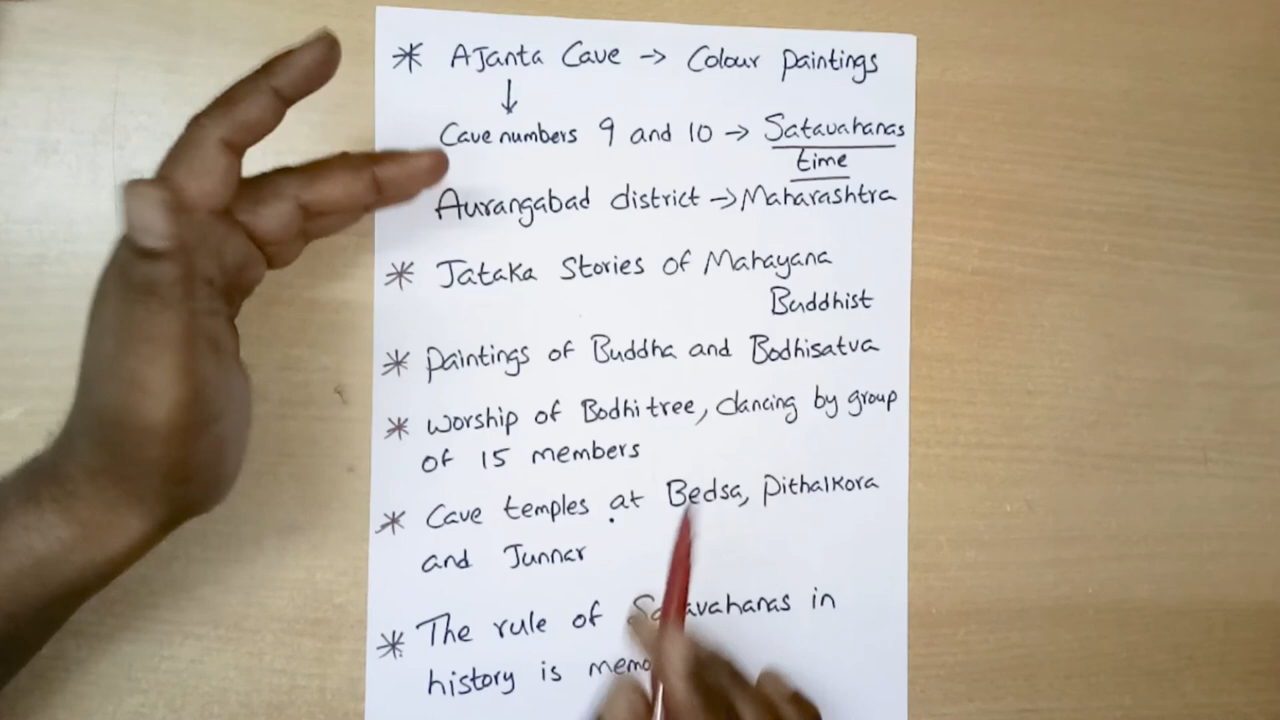 * AJanta Cave → Colour paintings
↓
Cave numbers 9 and 10 → Satavahanas
time
Aurangabad district → Maharashtra
* Jataka Stories of Mahayana
Buddhist
* paintings of Buddha and Bodhisatva
* worship of Bodhi tree, dancing by group
of 15 members
* Cave temples at Bedsa, pithalkora
and Junnar
* The rule of Satavahanas in
history is